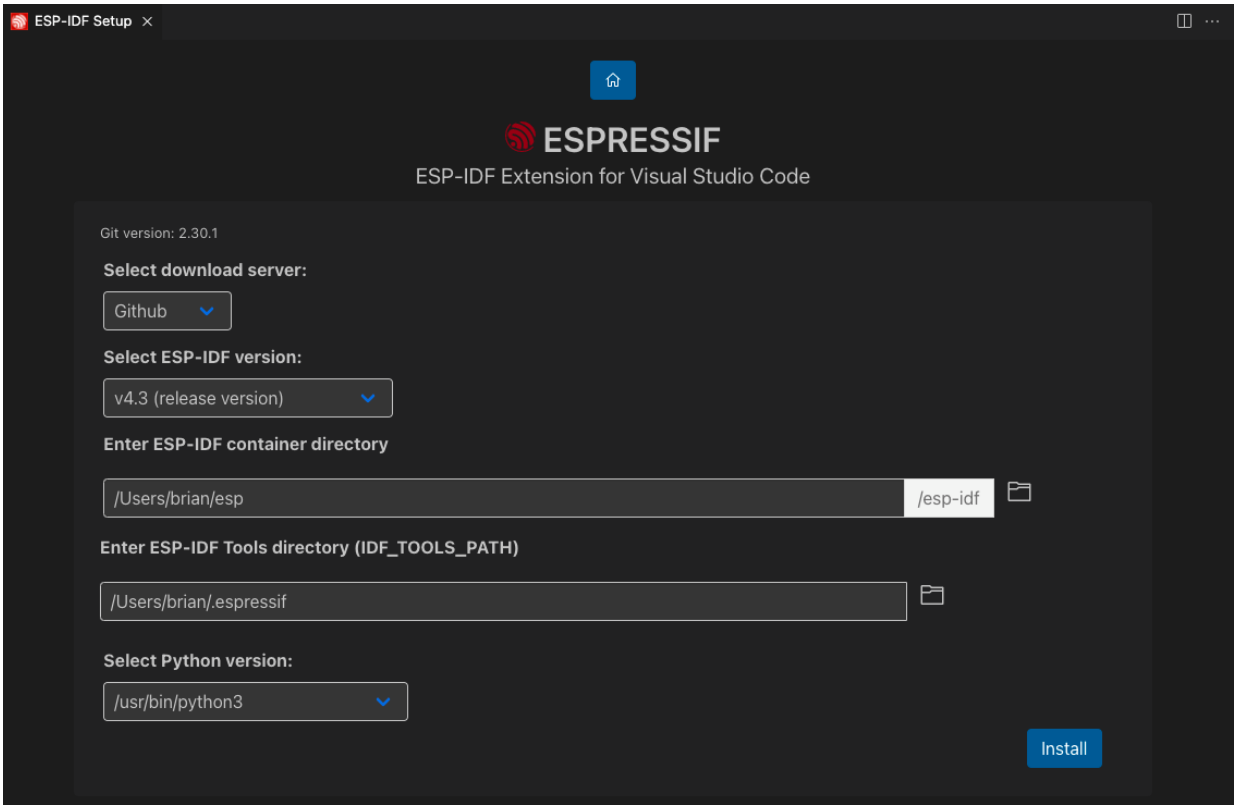 ESP-IDF Setup
ESPRESSIF
ESP-IDF Extension for Visual Studio Code
Git version: 2.30.1
Select download server:
Github
Select ESP-IDF version:
v4.3 (release version)
Enter ESP-IDF container directory
/Users/brian/esp /esp-idf
Enter ESP-IDF Tools directory (IDF_TOOLS_PATH)
/Users/brian/.espressif
Select Python version:
/usr/bin/python3
Install